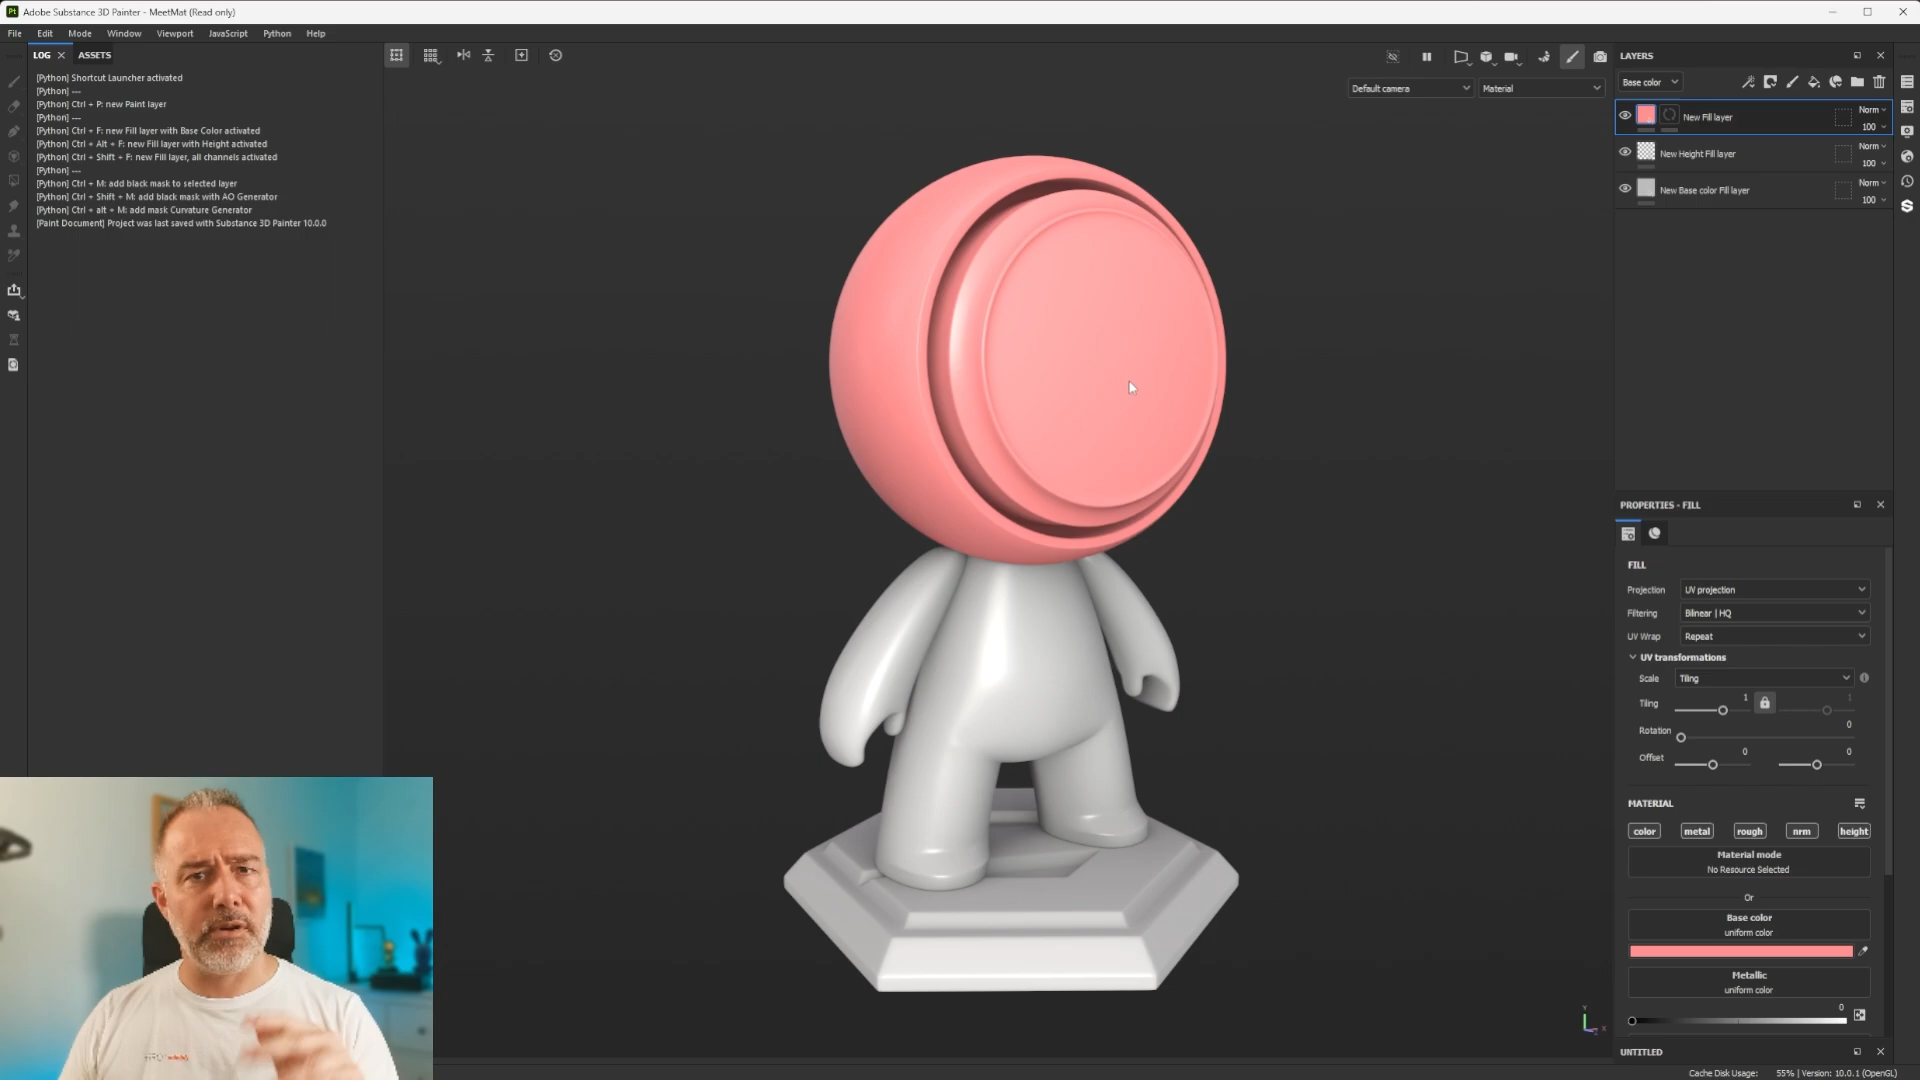 Adobe Substance 3D Painter - MeetMat (Read only)
File Edit Mode Window Viewport JavaScript Python Help
LOG ASSETS
[Python] Shortcut Launcher activated
[Python] ---
[Python] Ctrl + P: new Paint layer
[Python] ---
[Python] Ctrl + F: new Fill layer with Base Color activated
[Python] Ctrl + Alt + F: new Fill layer with Height activated
[Python] Ctrl + Shift + F: new Fill layer, all channels activated
[Python] ---
[Python] Ctrl + M: add black mask to selected layer
[Python] Ctrl + Shift + M: add black mask with AO Generator
[Python] Ctrl + alt + M: add mask Curvature Generator
[Paint Document] Project was last saved with Substance 3D Painter 10.0.0
Default camera
Material
LAYERS
Base color
New Fill layer
Norm
100
New Height Fill layer
Norm
100
New Base color Fill layer
Norm
100
PROPERTIES - FILL
FILL
Projection UV projection
Filtering Bilinear | HQ
UV Wrap Repeat
UV transformations
Scale Tiling
Tiling 1 1
Rotation 0
Offset 0 0
MATERIAL
color metal rough nrm height
Material mode
No Resource Selected
Or
Base color
uniform color
Metallic
uniform color
0
UNTITLED
Cache Disk Usage: 55% | Version: 10.0.1 (OpenGL)